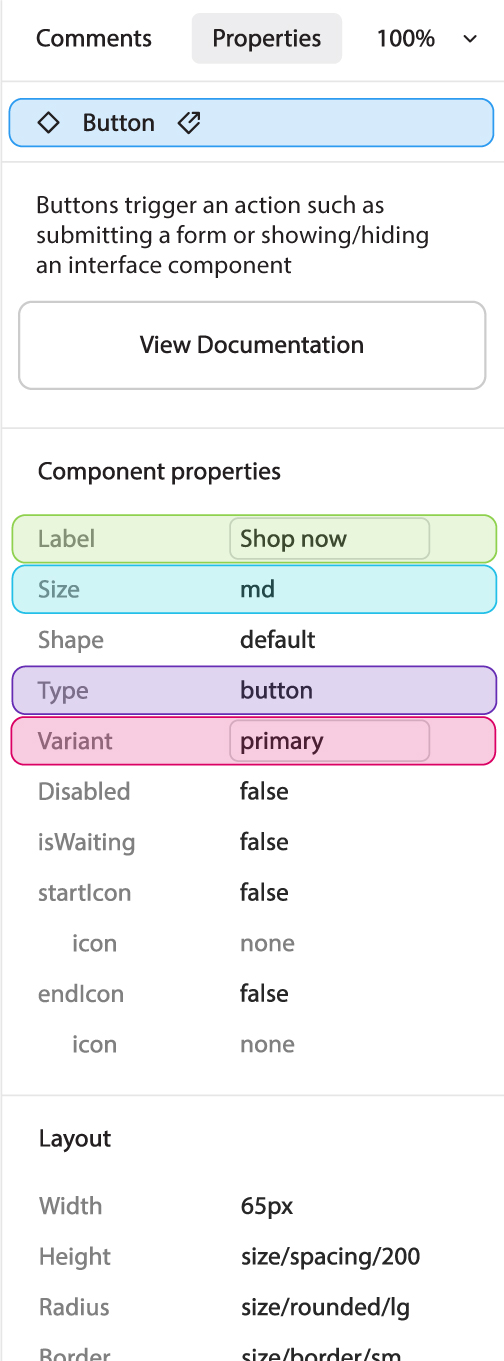 Comments Properties 100%
Button
Buttons trigger an action such as
submitting a form or showing/hiding
an interface component
View Documentation
Component properties
Label Shop now
Size md
Shape default
Type button
Variant primary
Disabled false
isWaiting false
startIcon false
icon none
endIcon false
icon none
Layout
Width 65px
Height size/spacing/200
Radius size/rounded/lg
Border size/border/sm